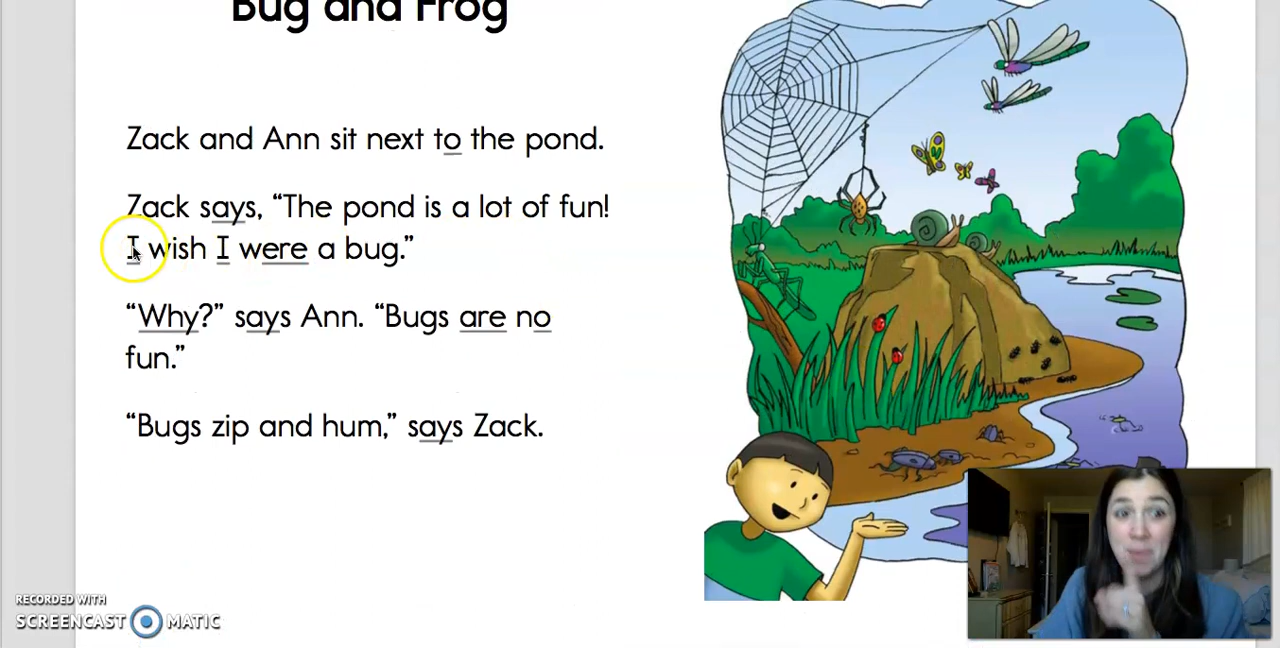 Bug and Frog
Zack and Ann sit next to the pond.
Zack says, “The pond is a lot of fun!
I wish I were a bug.”
“Why?” says Ann. “Bugs are no
fun.”
“Bugs zip and hum,” says Zack.
RECORDED WITH
SCREENCAST MATIC